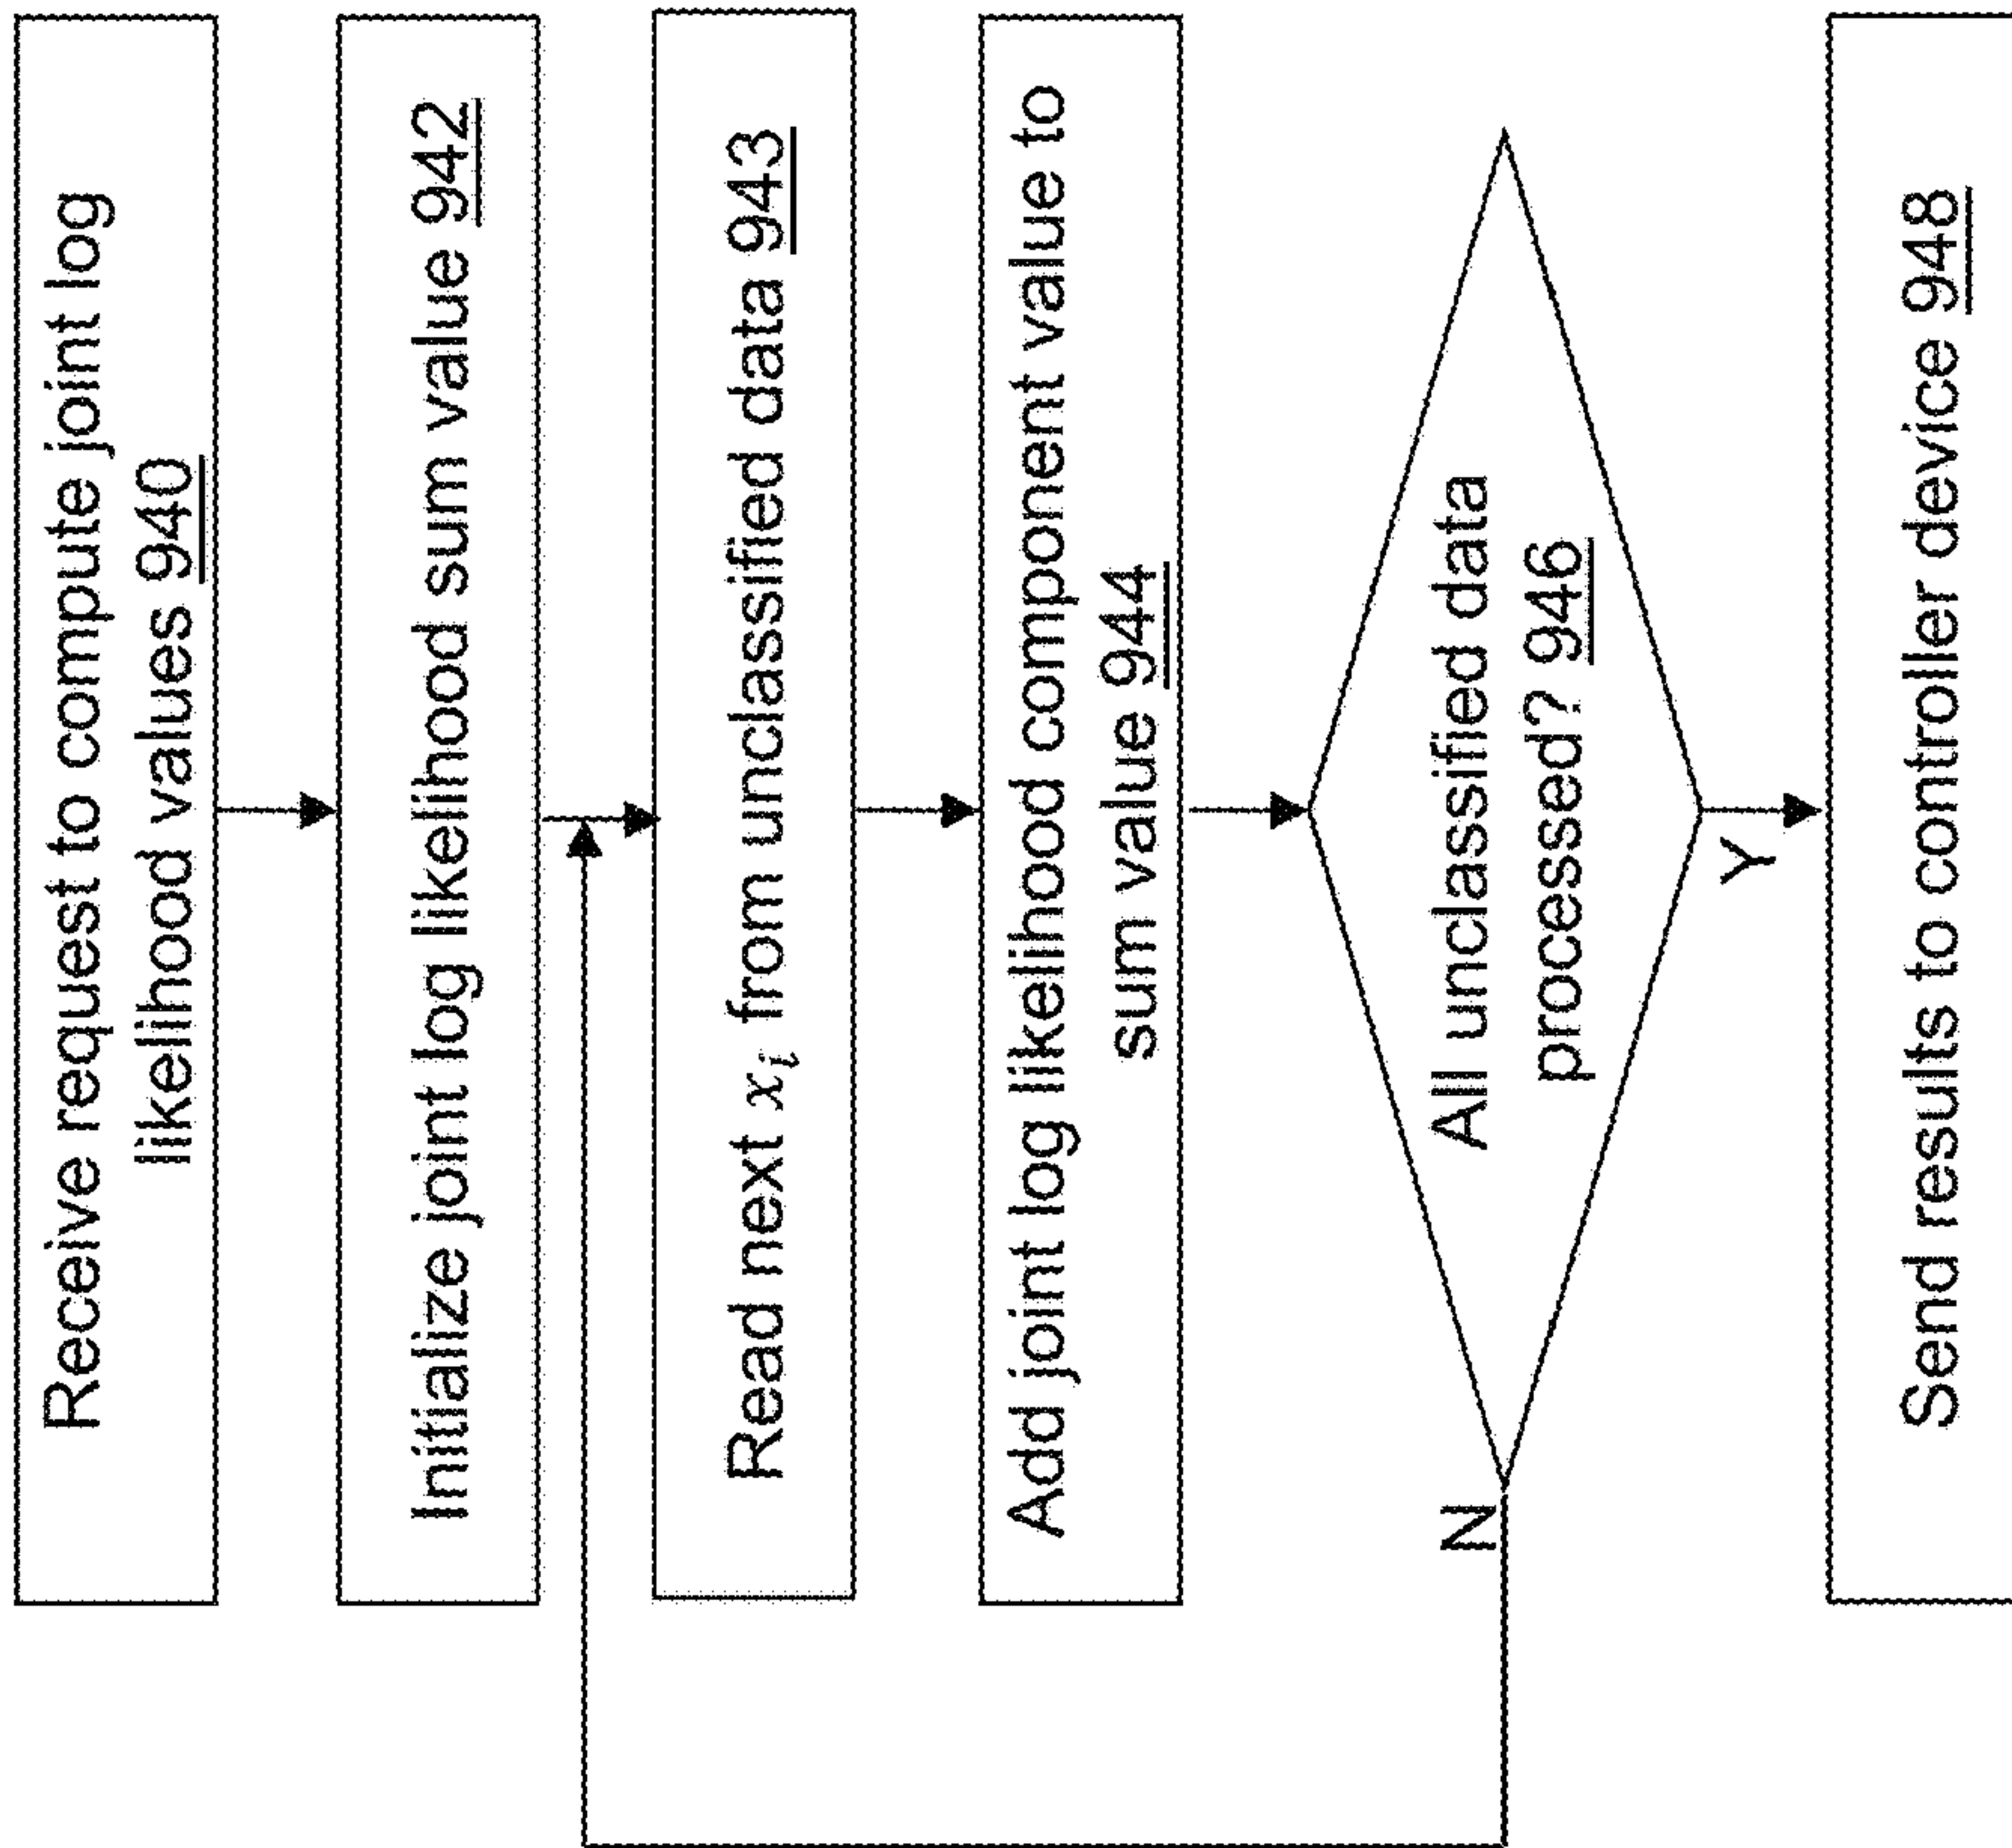 Receive request to compute joint log
likelihood values 940
Initialize joint log likelihood sum value 942
Read next xᵢ from unclassified data 943
Add joint log likelihood component value to
sum value 944
All unclassified data
processed? 946
N
Y
Send results to controller device 948